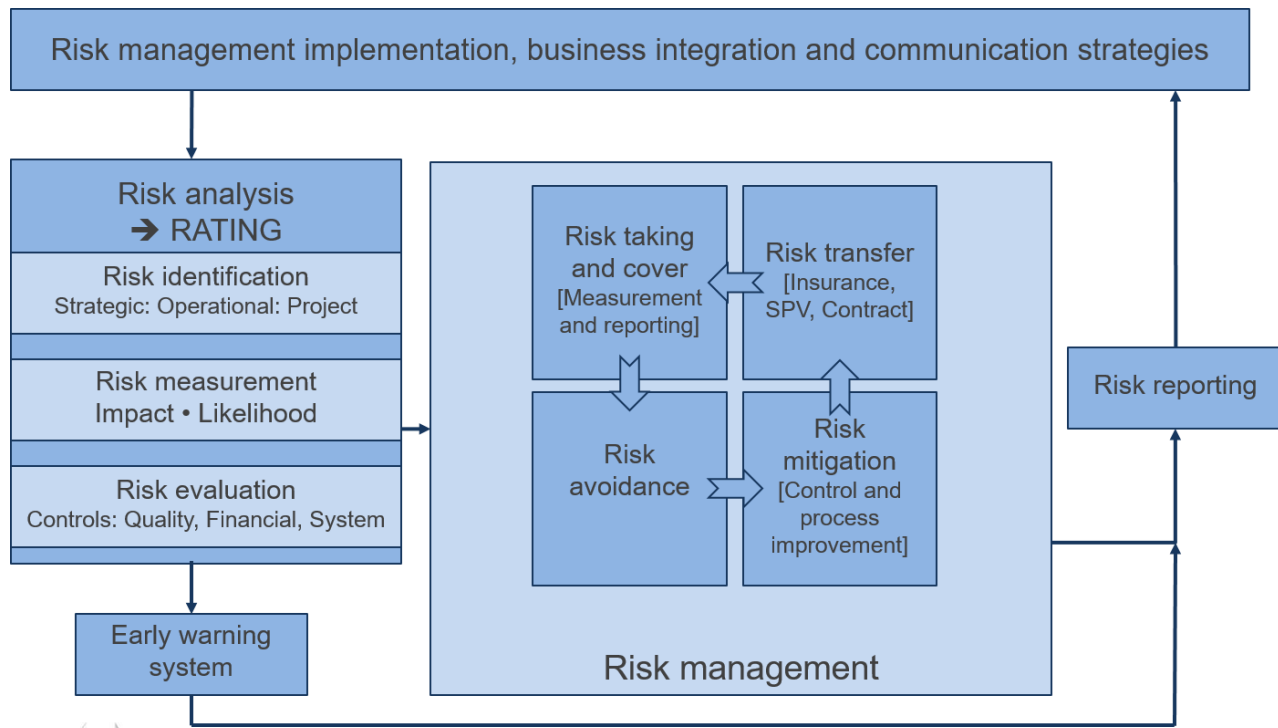 Risk management implementation, business integration and communication strategies
Risk analysis
➔ RATING
Risk identification
Strategic: Operational: Project
Risk measurement
Impact • Likelihood
Risk evaluation
Controls: Quality, Financial, System
Early warning
system
Risk taking
and cover
[Measurement
and reporting]
Risk transfer
[Insurance,
SPV, Contract]
Risk
avoidance
Risk
mitigation
[Control and
process
improvement]
Risk management
Risk reporting